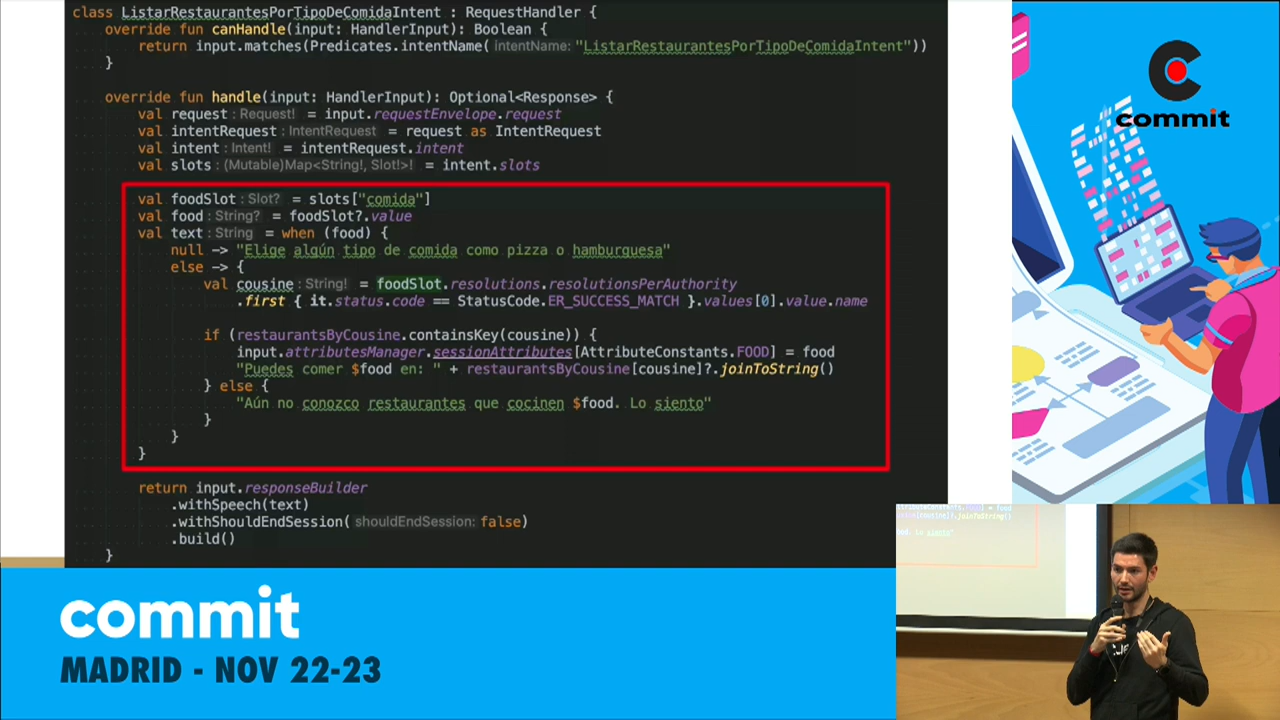 class ListarRestaurantesPorTipoDeComidaIntent : RequestHandler {
override fun canHandle(input: HandlerInput): Boolean {
return input.matches(Predicates.intentName( intentName: "ListarRestaurantesPorTipoDeComidaIntent"))
}
override fun handle(input: HandlerInput): Optional<Response> {
val request : Request! = input.requestEnvelope.request
val intentRequest : IntentRequest = request as IntentRequest
val intent : Intent! = intentRequest.intent
val slots : (Mutable)Map<String!, Slot!>! = intent.slots
val foodSlot : Slot? = slots["comida"]
val food : String? = foodSlot?.value
val text : String = when (food) {
null -> "Elige algún tipo de comida como pizza o hamburguesa"
else -> {
val cousine : String! = foodSlot.resolutions.resolutionsPerAuthority
.first { it.status.code == StatusCode.ER_SUCCESS_MATCH }.values[0].value.name
if (restaurantsByCousine.containsKey(cousine)) {
input.attributesManager.sessionAttributes[AttributeConstants.FOOD] = food
"Puedes comer $food en: " + restaurantsByCousine[cousine]?.joinToString()
} else {
"Aún no conozco restaurantes que cocinen $food. Lo siento"
}
}
}
return input.responseBuilder
.withSpeech(text)
.withShouldEndSession( shouldEndSession: false)
.build()
}
commit
commit
MADRID - NOV 22-23